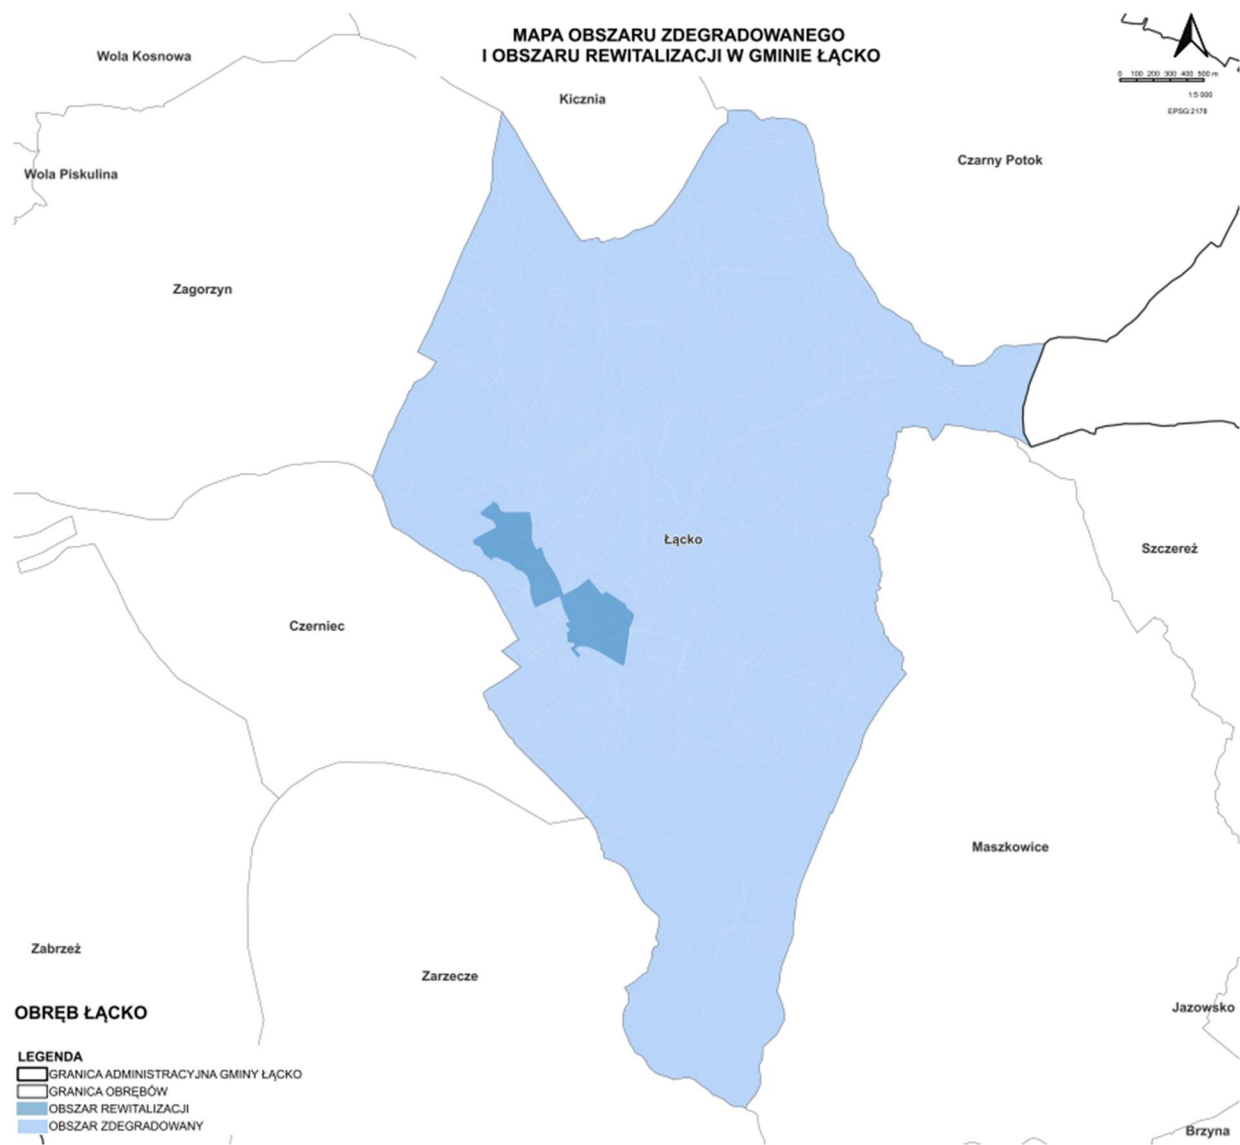 MAPA OBSZARU ZDEGRADOWANEGO
I OBSZARU REWITALIZACJI W GMINIE ŁĄCKO
0 100 200 300 400 500 m
1:5 000
EPSG:2178
Wola Kosnowa
Kicznia
Czarny Potok
Wola Piskulina
Zagorzyn
Łącko
Szczereż
Czerniec
Maszkowice
Zabrzeż
Zarzecze
Jazowsko
OBRĘB ŁĄCKO
LEGENDA
GRANICA ADMINISTRACYJNA GMINY ŁĄCKO
GRANICA OBRĘBÓW
OBSZAR REWITALIZACJI
OBSZAR ZDEGRADOWANY
Brzyna